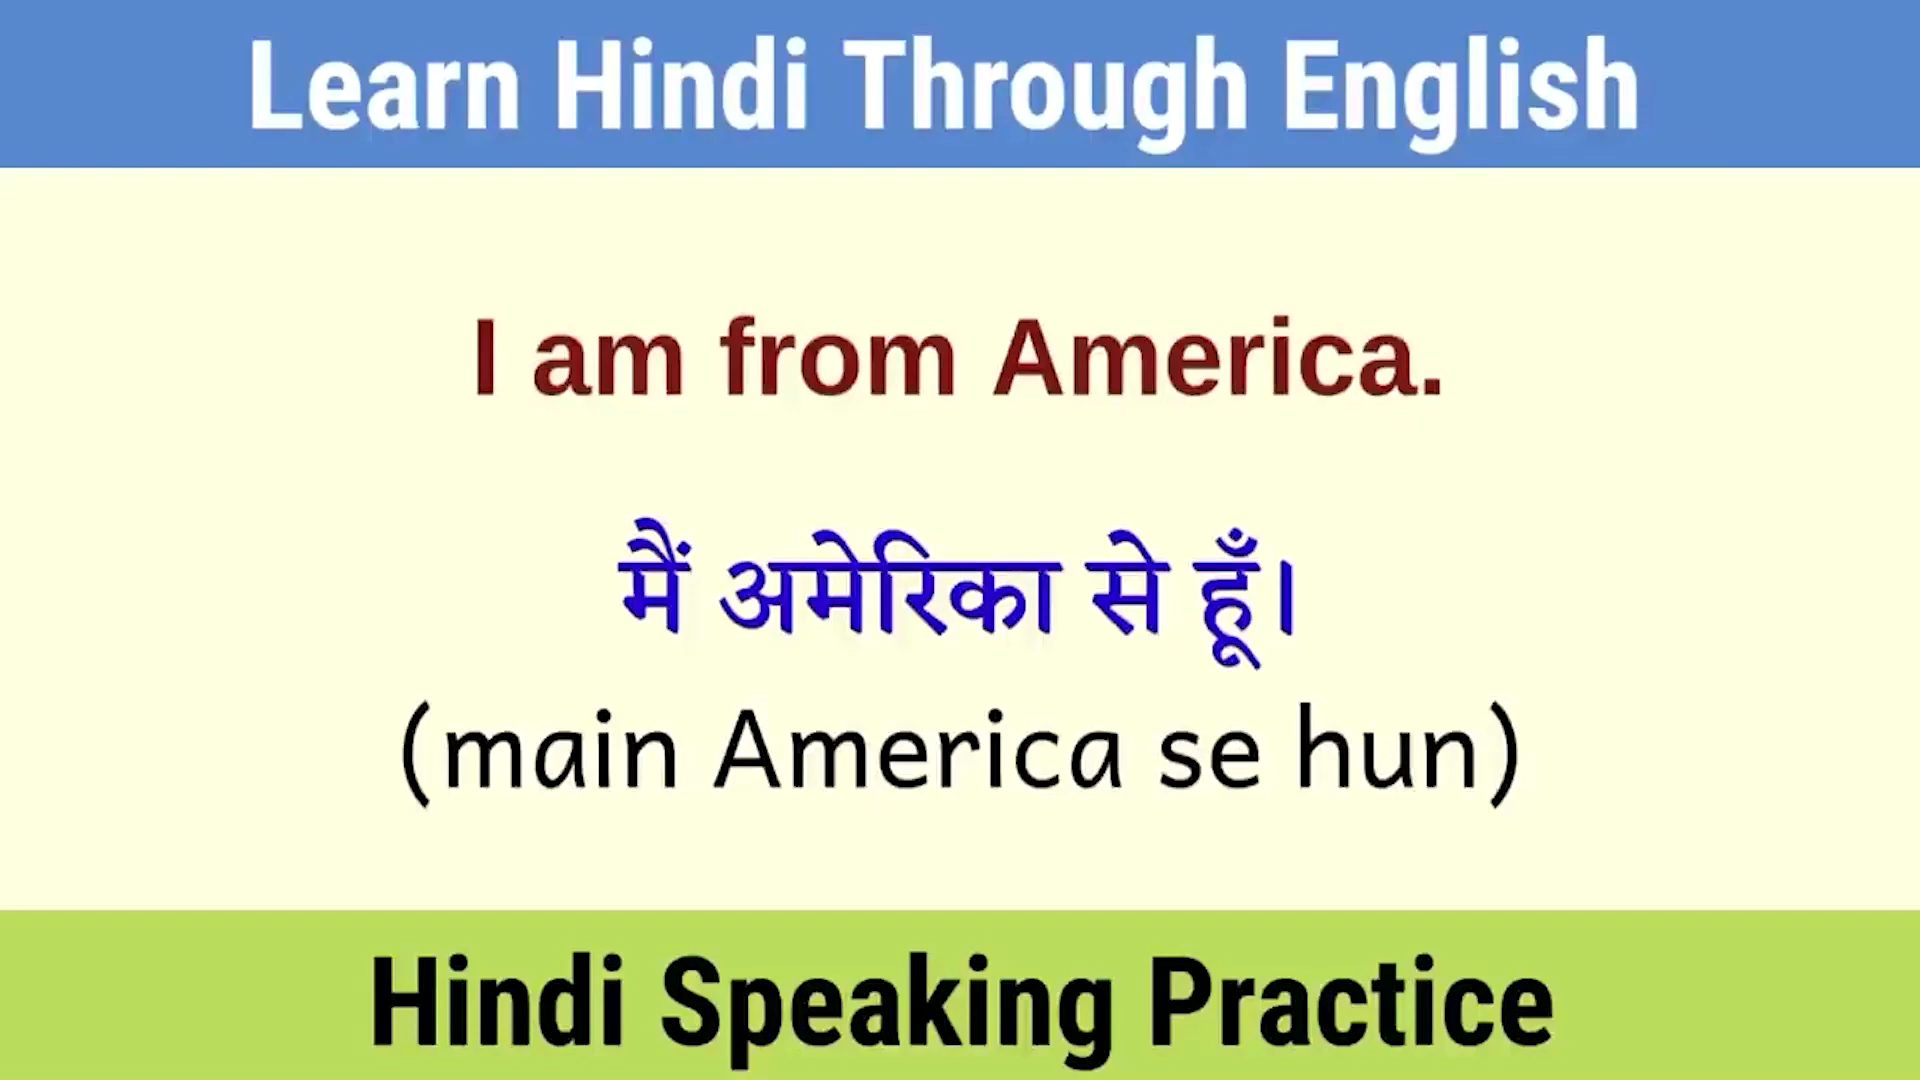 Learn Hindi Through English
I am from America.
मैं अमेरिका से हूँ।
(main America se hun)
Hindi Speaking Practice